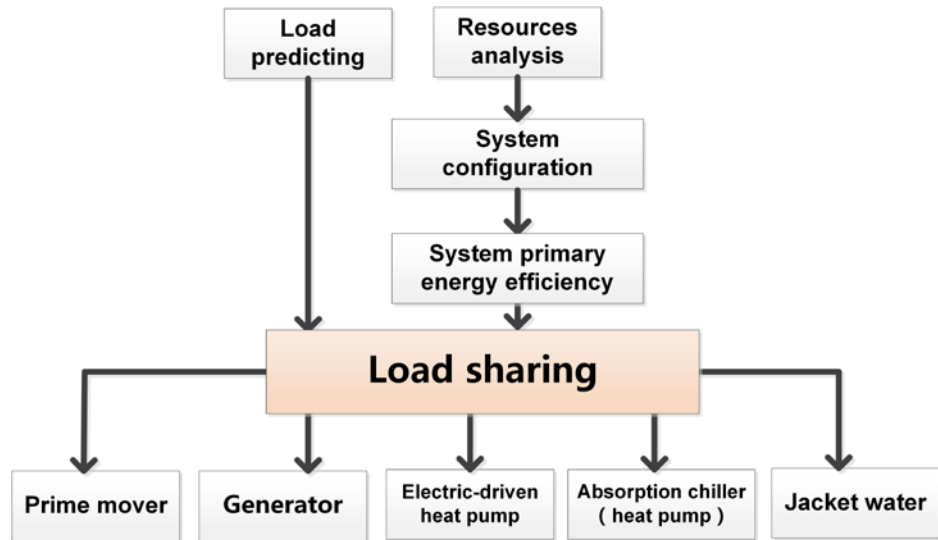 Load
predicting
Resources
analysis
System
configuration
System primary
energy efficiency
Load sharing
Prime mover
Generator
Electric-driven
heat pump
Absorption chiller
( heat pump )
Jacket water